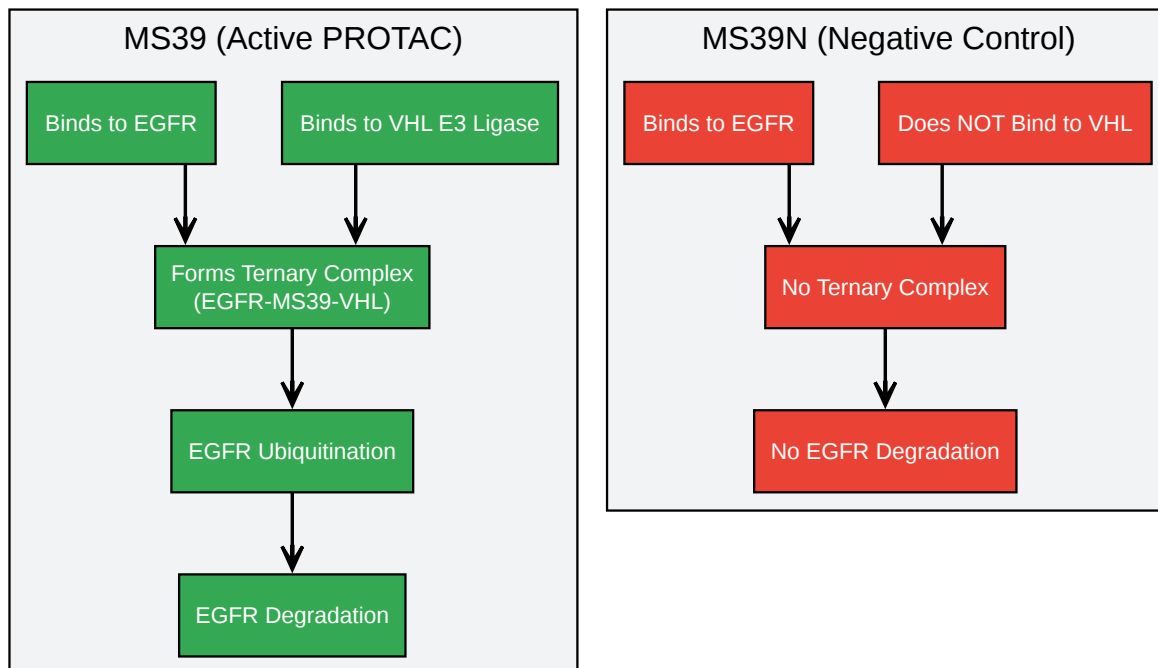 MS39 (Active PROTAC)
Binds to EGFR
Binds to VHL E3 Ligase
Forms Ternary Complex
(EGFR-MS39-VHL)
EGFR Ubiquitination
EGFR Degradation
MS39N (Negative Control)
Binds to EGFR
Does NOT Bind to VHL
No Ternary Complex
No EGFR Degradation